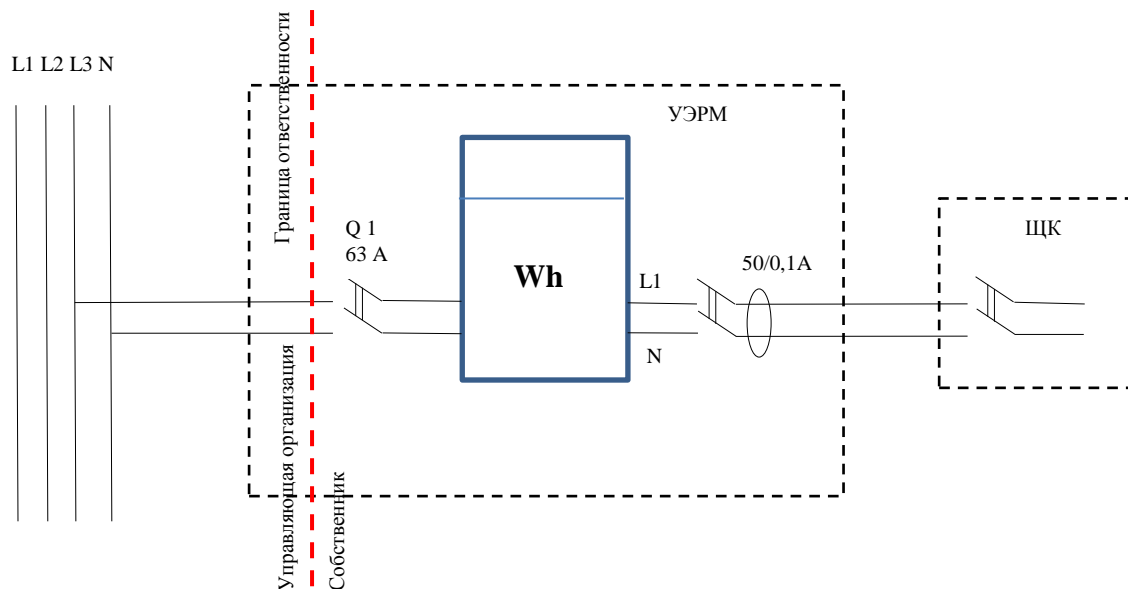 L1 L2 L3 N
Граница ответственности
УЭРМ
ЩК
Q 1
63 А
Wh
L1
50/0,1А
N
Управляющая организация
Собственник